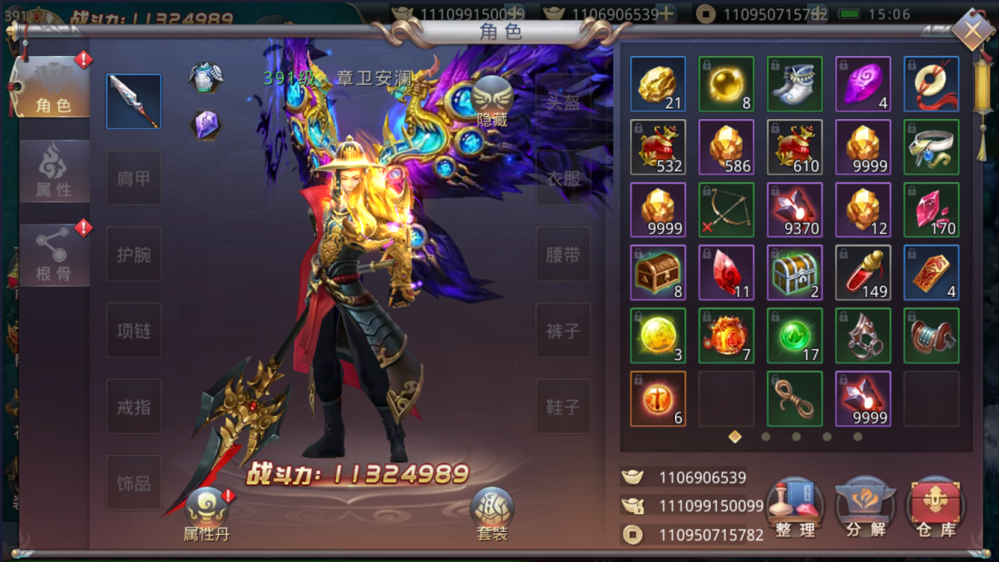 391
战斗力:11324989
111099150099
1106906539
110950715782
15:06
角色
角色
属性
根骨
391级 章卫安澜
隐藏
肩甲
护腕
项链
戒指
饰品
头盔
衣服
腰带
裤子
鞋子
战斗力:11324989
属性丹
套装
21
8
4
532
586
610
9999
9999
9370
12
170
8
11
2
149
4
3
7
17
6
9999
1106906539
111099150099
110950715782
整理
分解
仓库